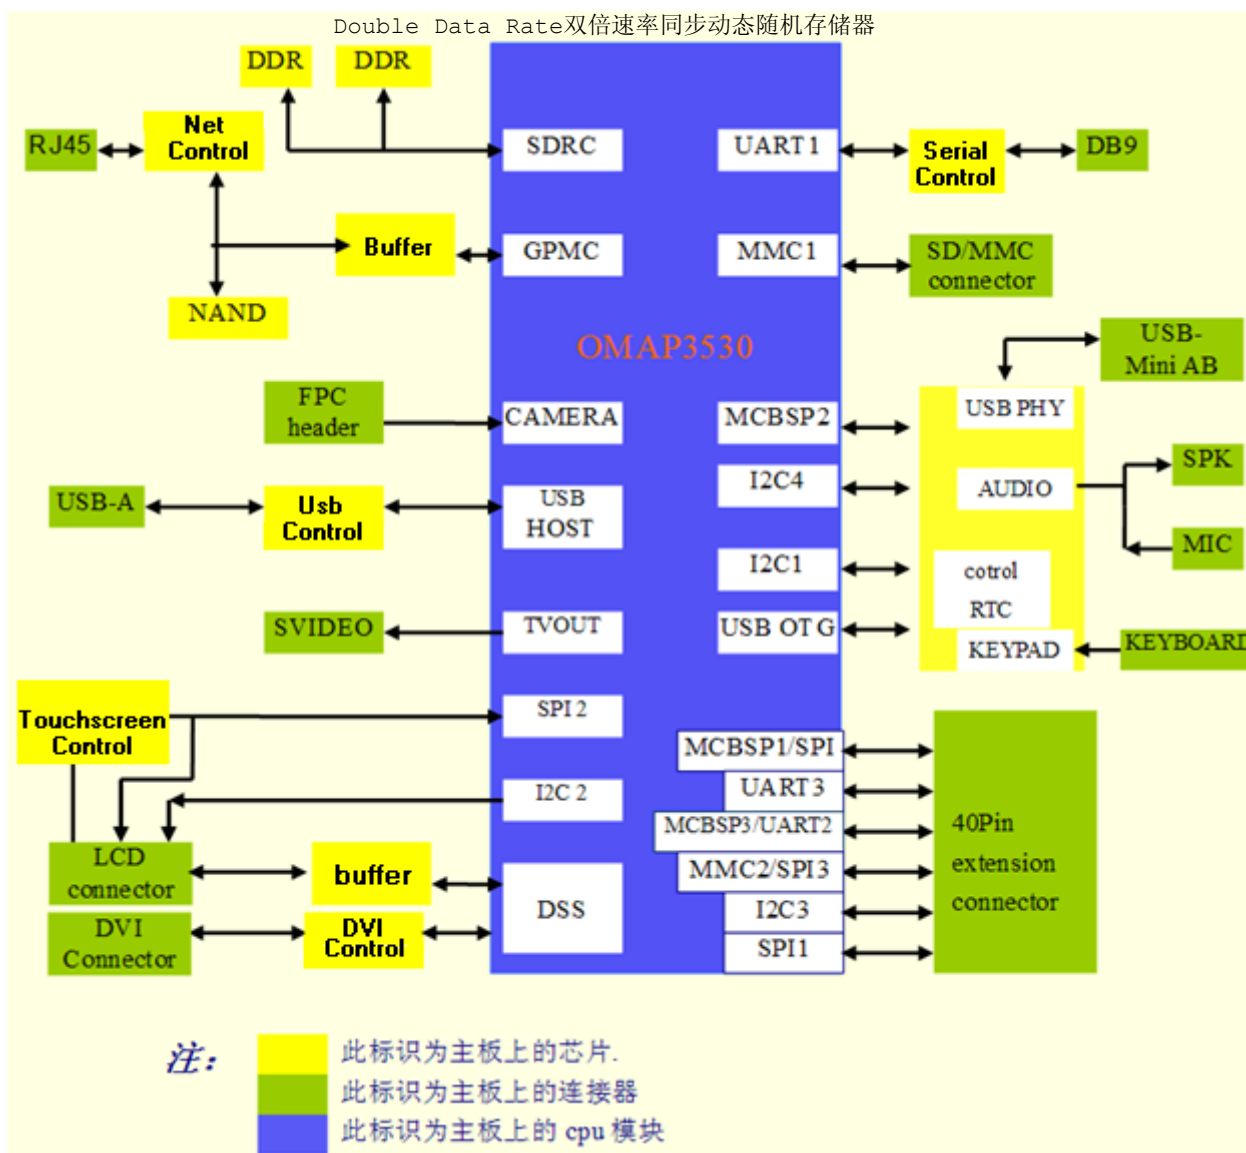 Double Data Rate双倍速率同步动态随机存储器
DDR
DDR
RJ45
Net
Control
SDRC
UART1
Serial
Control
DB9
Buffer
GPMC
MMC1
SD/MMC
connector
NAND
OMAP3530
USB-
Mini AB
FPC
header
CAMERA
MCBSP2
USB PHY
USB-A
Usb
Control
USB
HOST
I2C4
AUDIO
SPK
MIC
I2C1
cotrol
RTC
SVIDEO
TVOUT
USB OTG
KEYPAD
KEYBOARD
Touchscreen
Control
SPI2
I2C2
MCBSP1/SPI
UART3
MCBSP3/UART2
MMC2/SPI3
I2C3
SPI1
40Pin
extension
connector
LCD
connector
buffer
DSS
DVI
Connector
DVI
Control
注：
此标识为主板上的芯片.
此标识为主板上的连接器
此标识为主板上的 cpu 模块